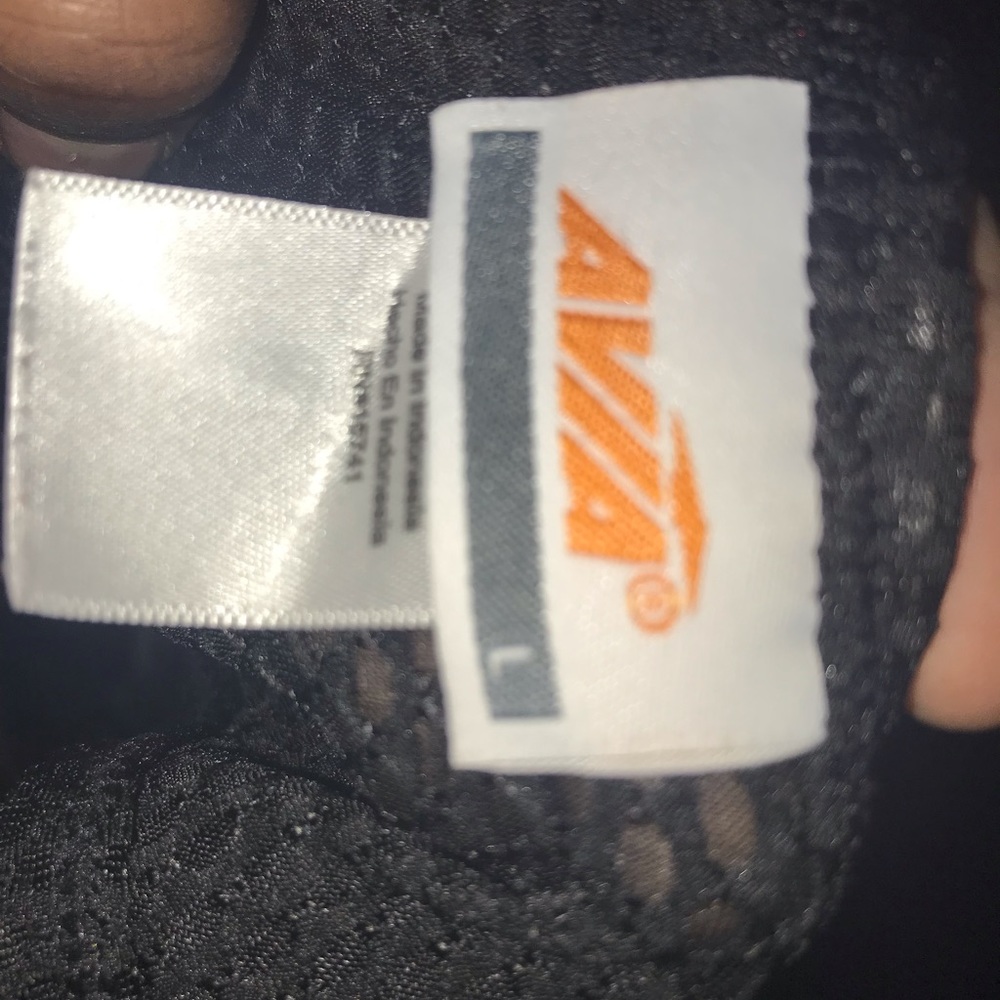 AVIA®
L
Made in Indonesia
Hecho En Indonesia